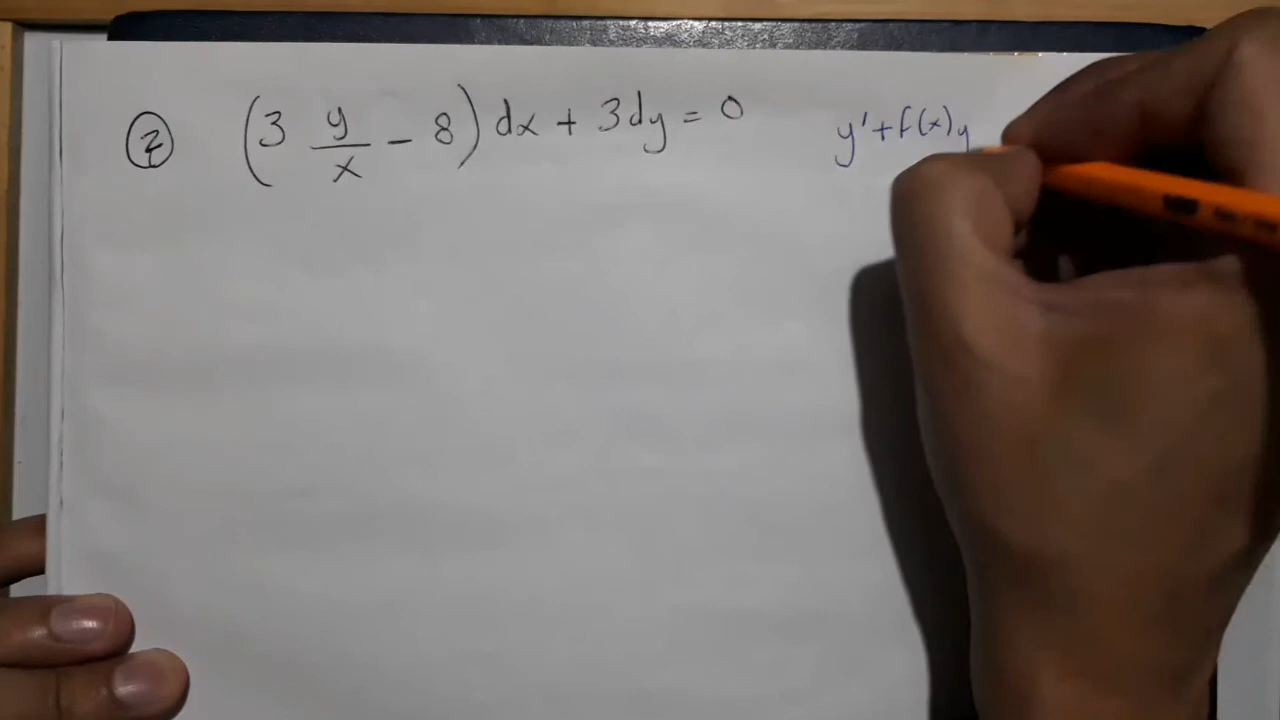 ② (3 y/x - 8) dx + 3dy = 0
y' + f(x)y